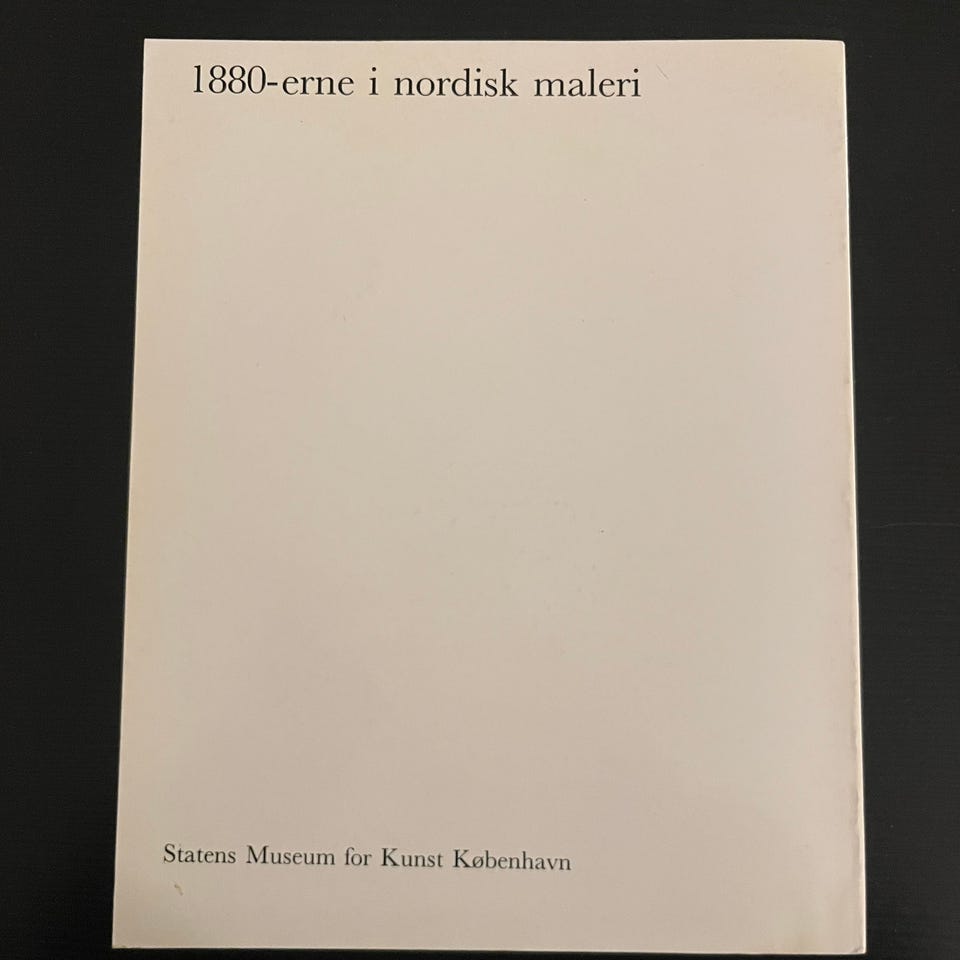 1880-erne i nordisk maleri
Statens Museum for Kunst København